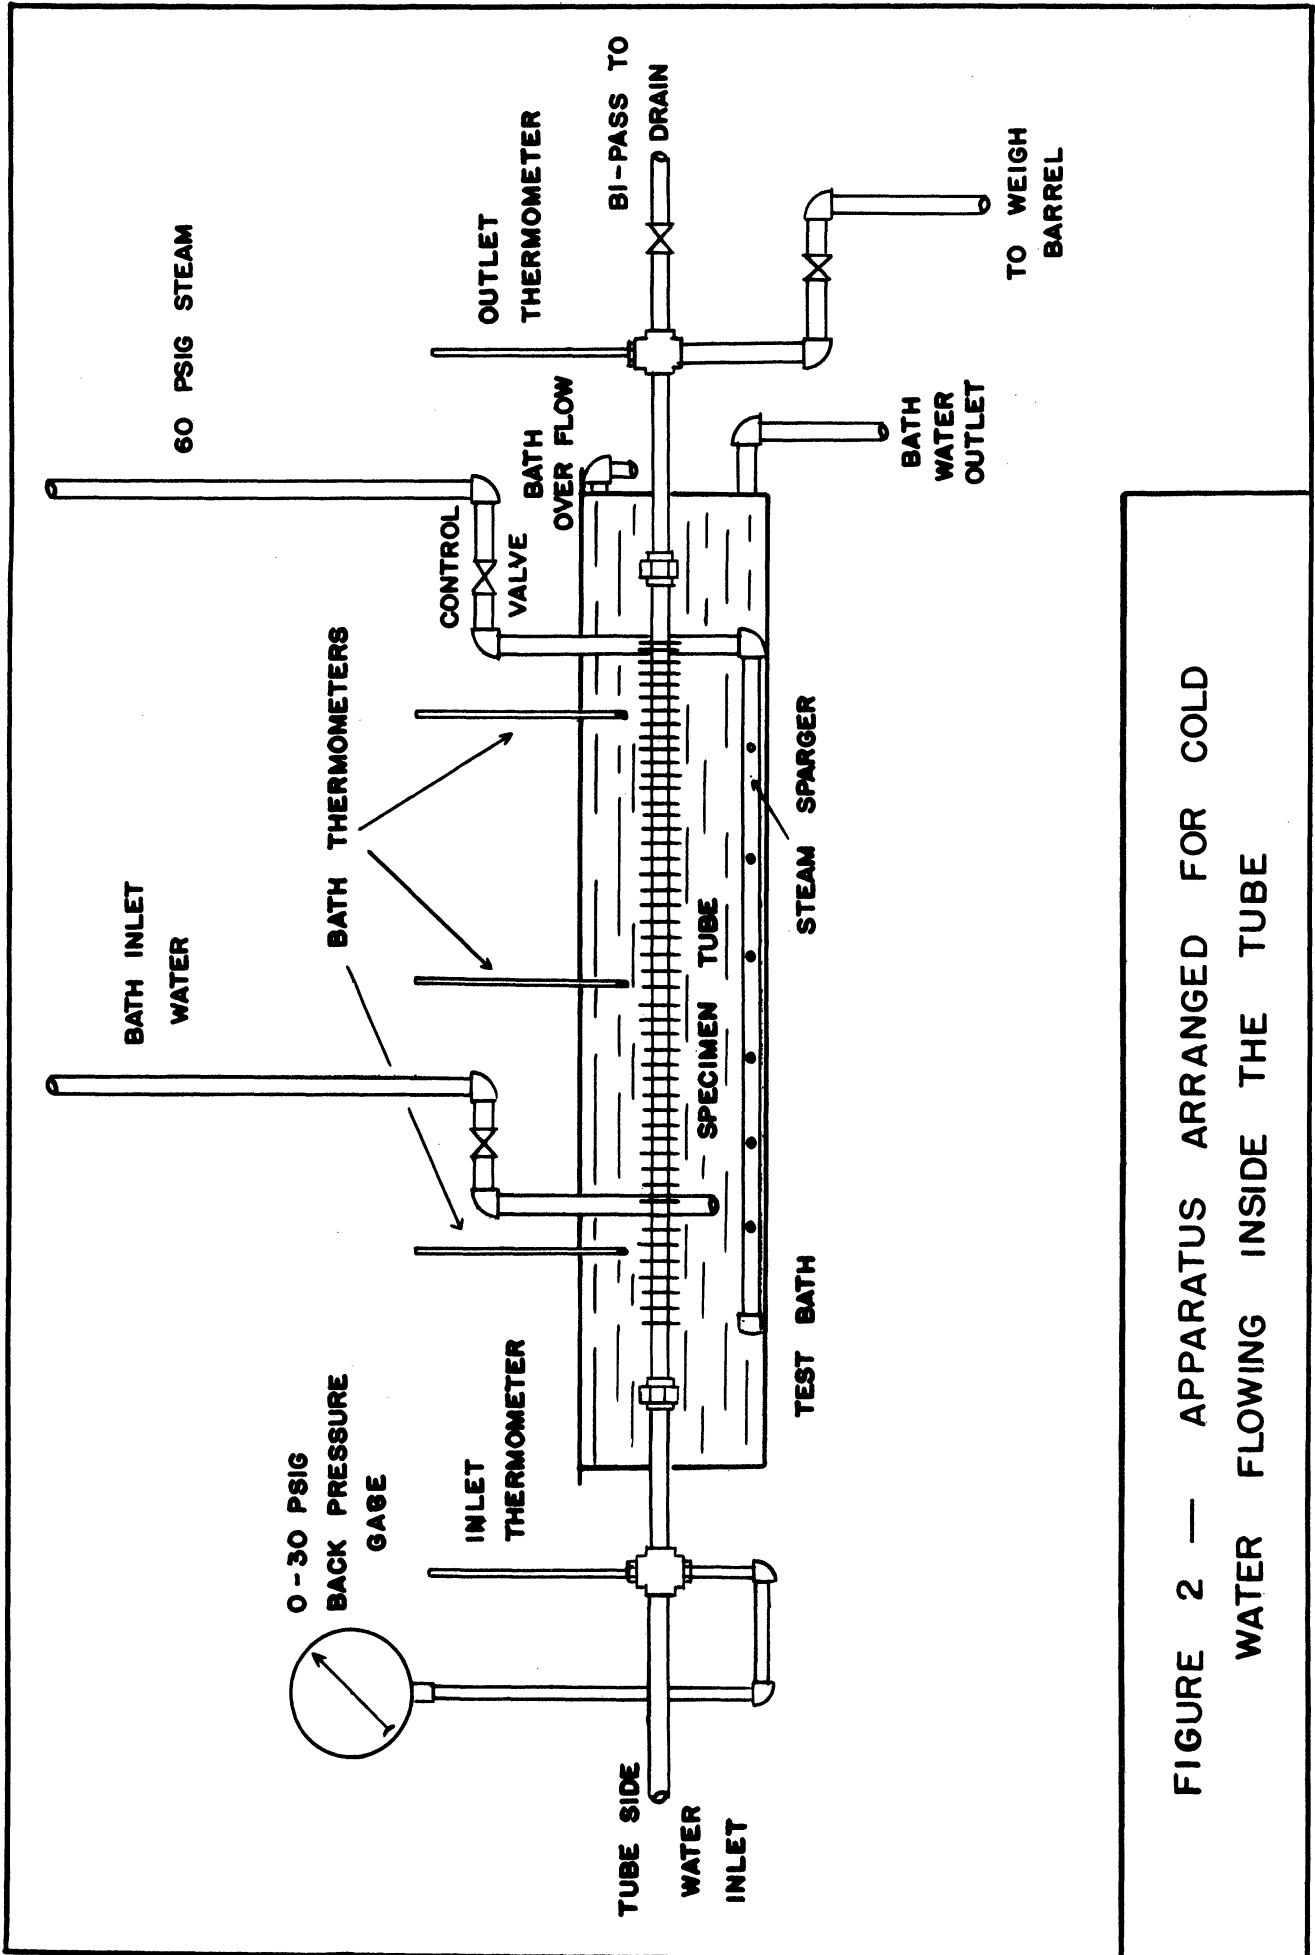 60 PSIG STEAM
BATH INLET
WATER
0-30 PSIG
BACK PRESSURE
GAGE
BATH THERMOMETERS
CONTROL
VALVE
INLET
THERMOMETER
OUTLET
THERMOMETER
BATH
OVER FLOW
BI-PASS TO
DRAIN
TUBE SIDE
WATER
INLET
SPECIMEN TUBE
TEST BATH
STEAM SPARGER
BATH
WATER
OUTLET
TO WEIGH
BARREL
FIGURE 2 — APPARATUS ARRANGED FOR COLD
WATER FLOWING INSIDE THE TUBE